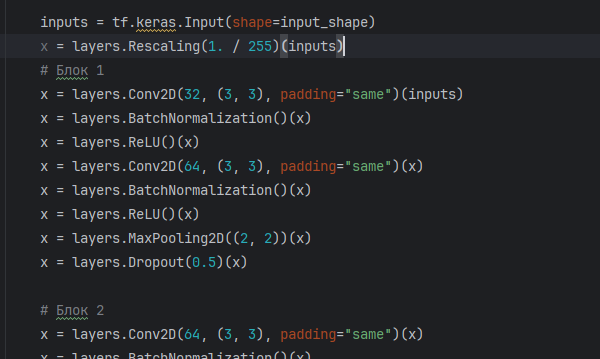 inputs = tf.keras.Input(shape=input_shape)
x = layers.Rescaling(1. / 255)(inputs)
# Блок 1
x = layers.Conv2D(32, (3, 3), padding="same")(inputs)
x = layers.BatchNormalization()(x)
x = layers.ReLU()(x)
x = layers.Conv2D(64, (3, 3), padding="same")(x)
x = layers.BatchNormalization()(x)
x = layers.ReLU()(x)
x = layers.MaxPooling2D((2, 2))(x)
x = layers.Dropout(0.5)(x)
# Блок 2
x = layers.Conv2D(64, (3, 3), padding="same")(x)
x = layers.BatchNormalization()(x)